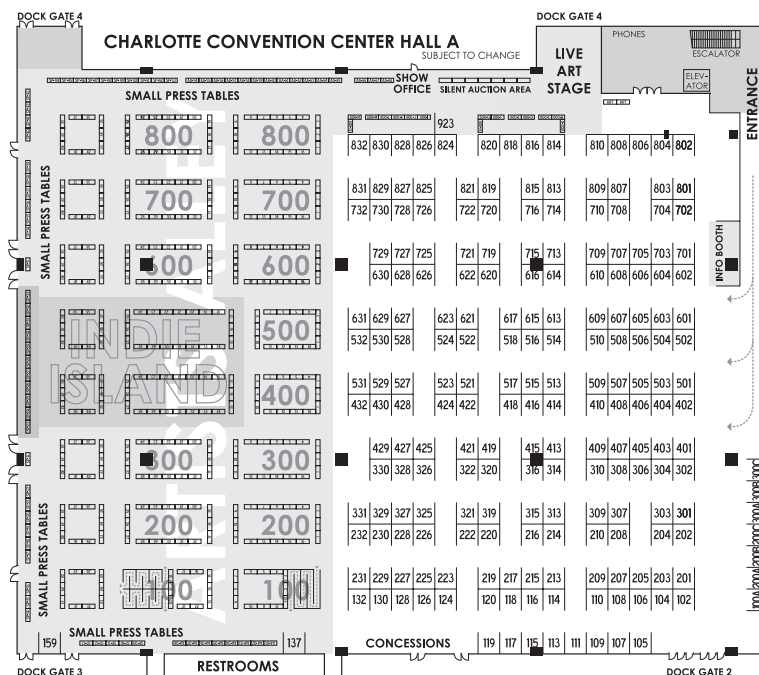 DOCK GATE 4
DOCK GATE 4
CHARLOTTE CONVENTION CENTER HALL A
SUBJECT TO CHANGE
PHONES
ESCALATOR
LIVE
ART
STAGE
ELEV-
ATOR
ENTRANCE
SHOW
OFFICE
SILENT AUCTION AREA
SMALL PRESS TABLES
923
800 800
832 830 828 826 824 820 818 816 814 810 808 806 804 802
SMALL PRESS TABLES
ARTISTS ALLEY
700 700
831 829 827 825 821 819 815 813 809 807 803 801
732 730 728 726 722 720 716 714 710 708 704 702
INFO BOOTH
600 600
729 727 725 721 719 715 713 709 707 705 703 701
630 628 626 622 620 616 614 610 608 606 604 602
INDIE
ISLAND
500
631 629 627 623 621 617 615 613 609 607 605 603 601
532 530 528 524 522 518 516 514 510 508 506 504 502
400
531 529 527 523 521 517 515 513 509 507 505 503 501
432 430 428 424 422 418 416 414 410 408 406 404 402
300 300
429 427 425 421 419 415 413 409 407 405 403 401
330 328 326 322 320 316 314 310 308 306 304 302
SMALL PRESS TABLES
200 200
331 329 327 325 321 319 315 313 309 307 303 301
232 230 228 226 222 220 216 214 210 208 204 202
100A 200A 200B 200C 300A 300B 300C
100 100
231 229 227 225 223 219 217 215 213 209 207 205 203 201
132 130 128 126 124 120 118 116 114 110 108 106 104 102
159
SMALL PRESS TABLES
137
CONCESSIONS
119 117 115 113 111 109 107 105
DOCK GATE 3
RESTROOMS
DOCK GATE 2